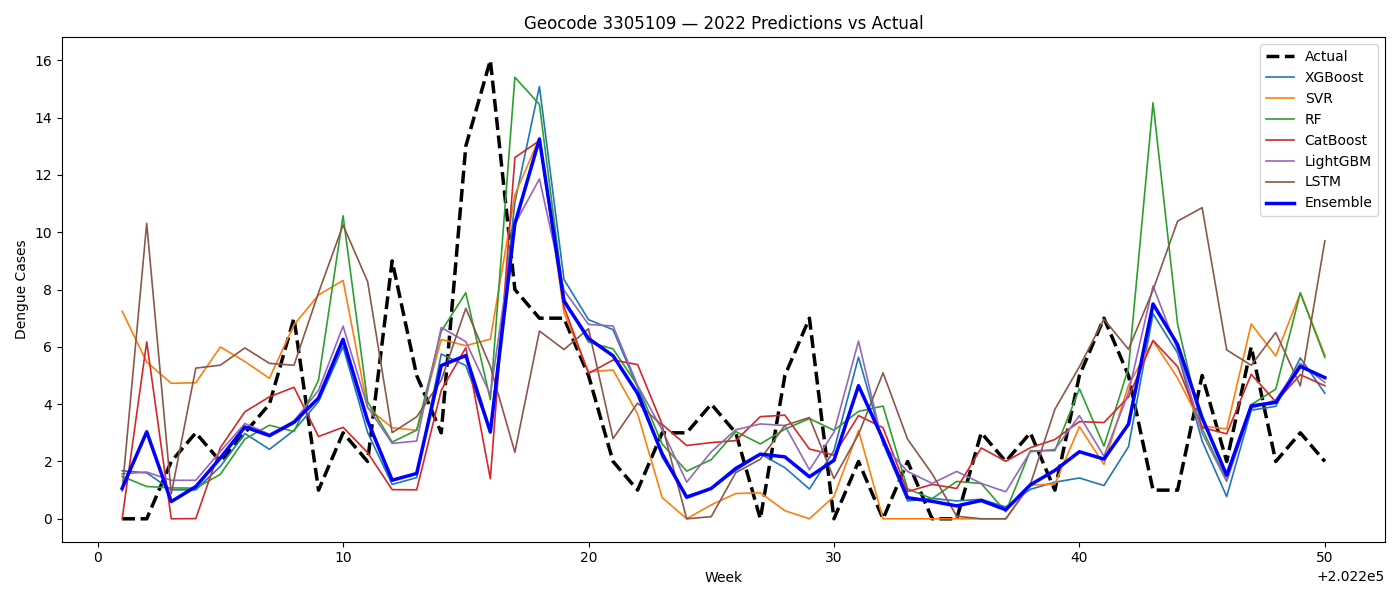 Geocode 3305109 — 2022 Predictions vs Actual
Dengue Cases
16
14
12
10
8
6
4
2
0
Actual
XGBoost
SVR
RF
CatBoost
LightGBM
LSTM
Ensemble
0 10 20 30 40 50
Week
+2.022e5